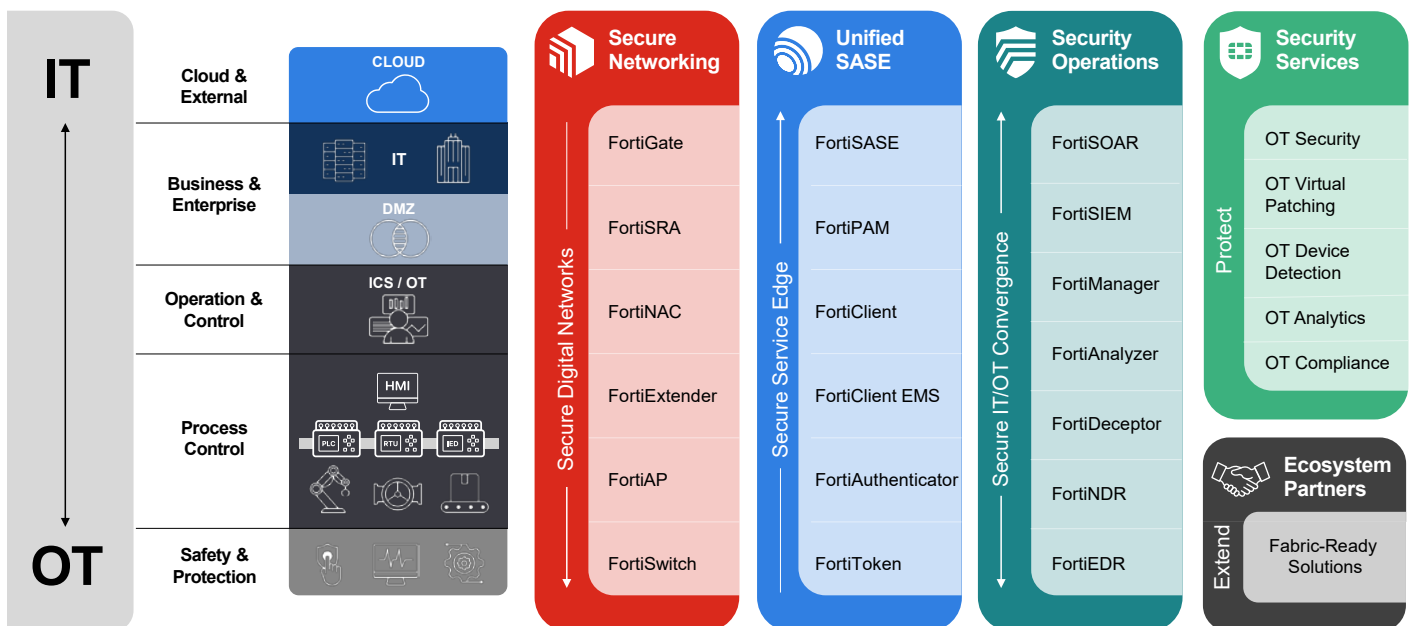 IT
OT
Cloud &
External
Business &
Enterprise
Operation &
Control
Process
Control
Safety &
Protection
CLOUD
IT
DMZ
ICS / OT
HMI
PLC
RTU
IED
Secure
Networking
Secure Digital Networks
FortiGate
FortiSRA
FortiNAC
FortiExtender
FortiAP
FortiSwitch
Unified
SASE
Secure Service Edge
FortiSASE
FortiPAM
FortiClient
FortiClient EMS
FortiAuthenticator
FortiToken
Security
Operations
Secure IT/OT Convergence
FortiSOAR
FortiSIEM
FortiManager
FortiAnalyzer
FortiDeceptor
FortiNDR
FortiEDR
Security
Services
Protect
OT Security
OT Virtual
Patching
OT Device
Detection
OT Analytics
OT Compliance
Ecosystem
Partners
Extend
Fabric-Ready
Solutions